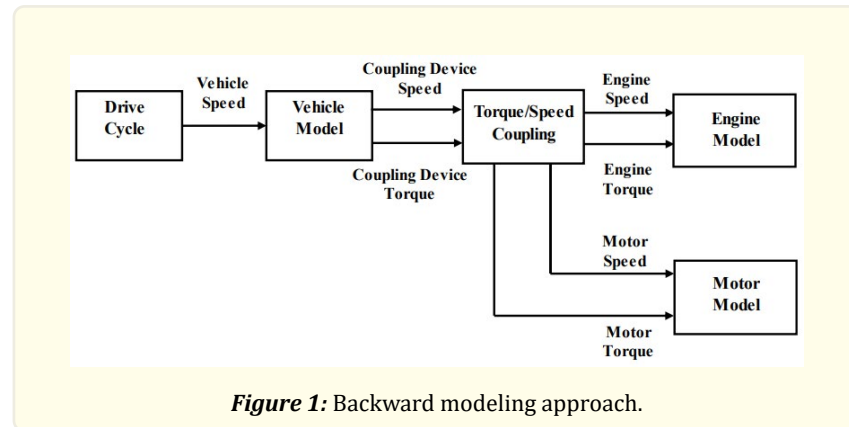 Drive
Cycle
Vehicle
Speed
Vehicle
Model
Coupling Device
Speed
Coupling Device
Torque
Torque/Speed
Coupling
Engine
Speed
Engine
Torque
Engine
Model
Motor
Speed
Motor
Torque
Motor
Model
Figure 1: Backward modeling approach.